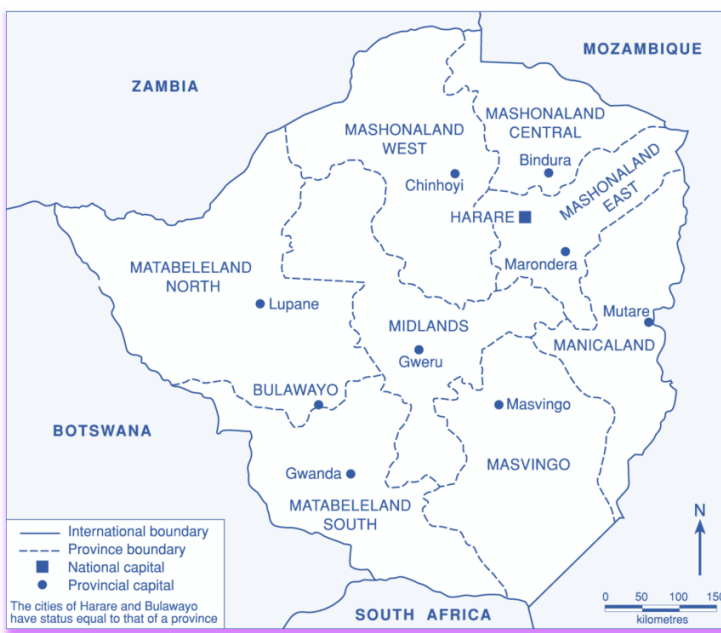 MOZAMBIQUE
ZAMBIA
MASHONALAND
CENTRAL
MASHONALAND
WEST
Bindura
MASHONALAND
EAST
Chinhoyi
HARARE
Marondera
MATABELELAND
NORTH
Lupane
Mutare
MIDLANDS
MANICALAND
Gweru
BULAWAYO
Masvingo
BOTSWANA
MASVINGO
Gwanda
MATABELELAND
SOUTH
N
International boundary
Province boundary
National capital
Provincial capital
The cities of Harare and Bulawayo
have status equal to that of a province
0 50 100 150
kilometres
SOUTH AFRICA